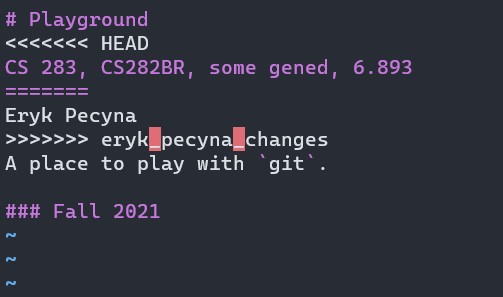 # Playground
<<<<<<< HEAD
CS 283, CS282BR, some gened, 6.893
=======
Eryk Pecyna
>>>>>>> eryk_pecyna_changes
A place to play with `git`.
### Fall 2021
~
~
~